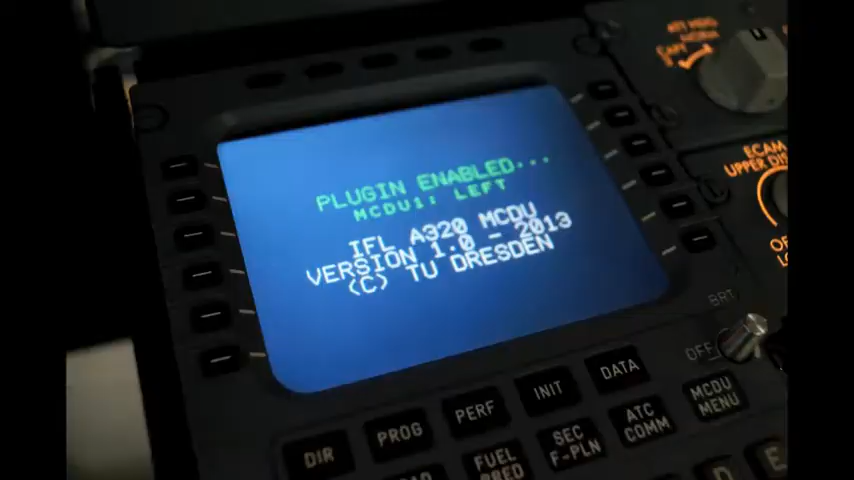 PLUGIN ENABLED...
MCDU1: LEFT
IFL A320 MCDU
VERSION 1.0 - 2013
(C) TU DRESDEN
ECAM
UPPER DIS
BRT
OFF
DIR
PROG
PERF
INIT
DATA
FUEL
PRED
SEC
F-PLN
ATC
COMM
MCDU
MENU
D
E